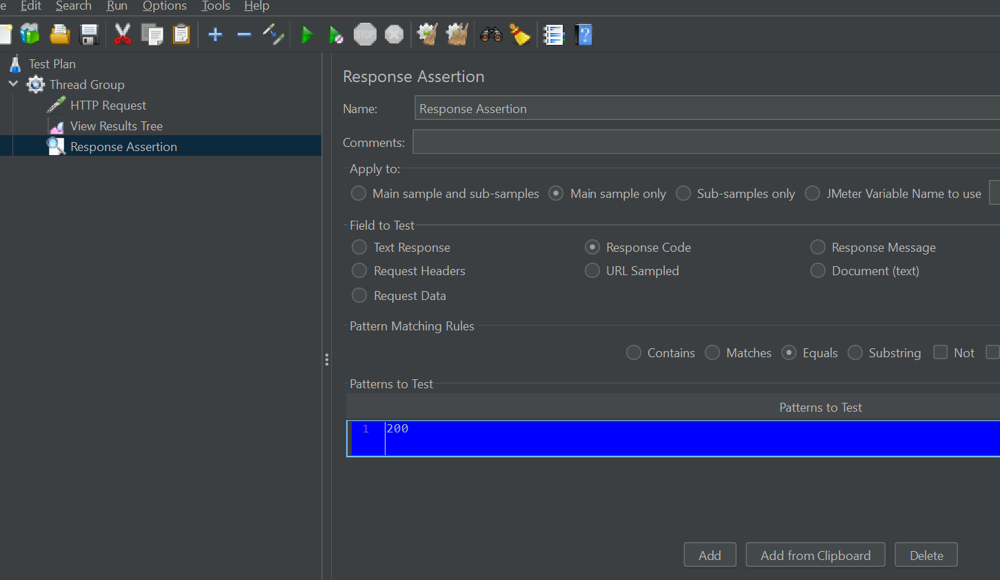 e Edit Search Run Options Tools Help
STOP
Test Plan
Thread Group
HTTP Request
View Results Tree
Response Assertion
Response Assertion
Name: Response Assertion
Comments:
Apply to:
Main sample and sub-samples Main sample only Sub-samples only JMeter Variable Name to use
Field to Test
Text Response Response Code Response Message
Request Headers URL Sampled Document (text)
Request Data
Pattern Matching Rules
Contains Matches Equals Substring Not
Patterns to Test
Patterns to Test
1 200
Add Add from Clipboard Delete